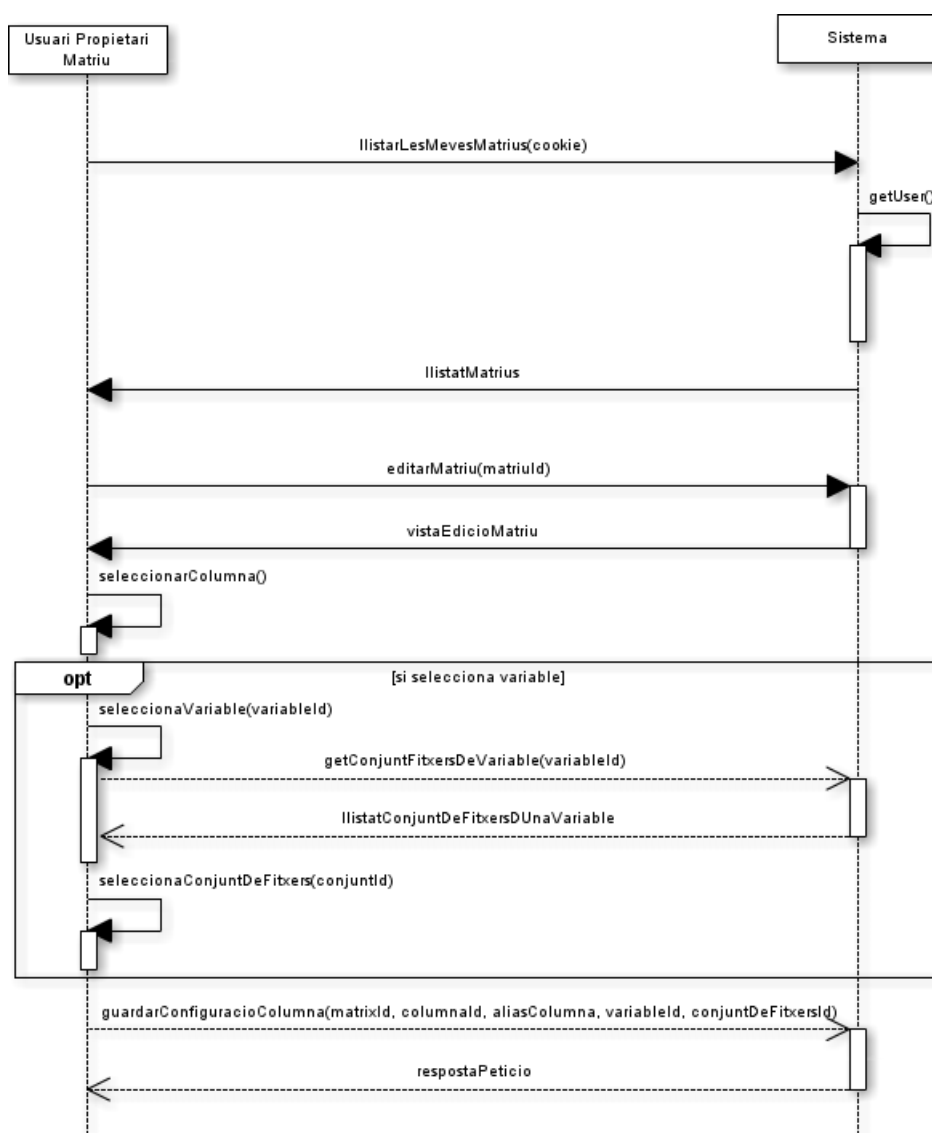 Usuari Propietari
Matriu
Sistema
llistarLesMevesMatrius(cookie)
getUser()
llistatMatrius
editarMatriu(matriuId)
vistaEdicioMatriu
seleccionarColumna()
opt
[si selecciona variable]
seleccionaVariable(variableId)
getConjuntFitxersDeVariable(variableId)
llistatConjuntDeFitxersDUnaVariable
seleccionaConjuntDeFitxers(conjuntId)
guardarConfiguracioColumna(matrixId, columnaId, aliasColumna, variableId, conjuntDeFitxersId)
respostaPeticio